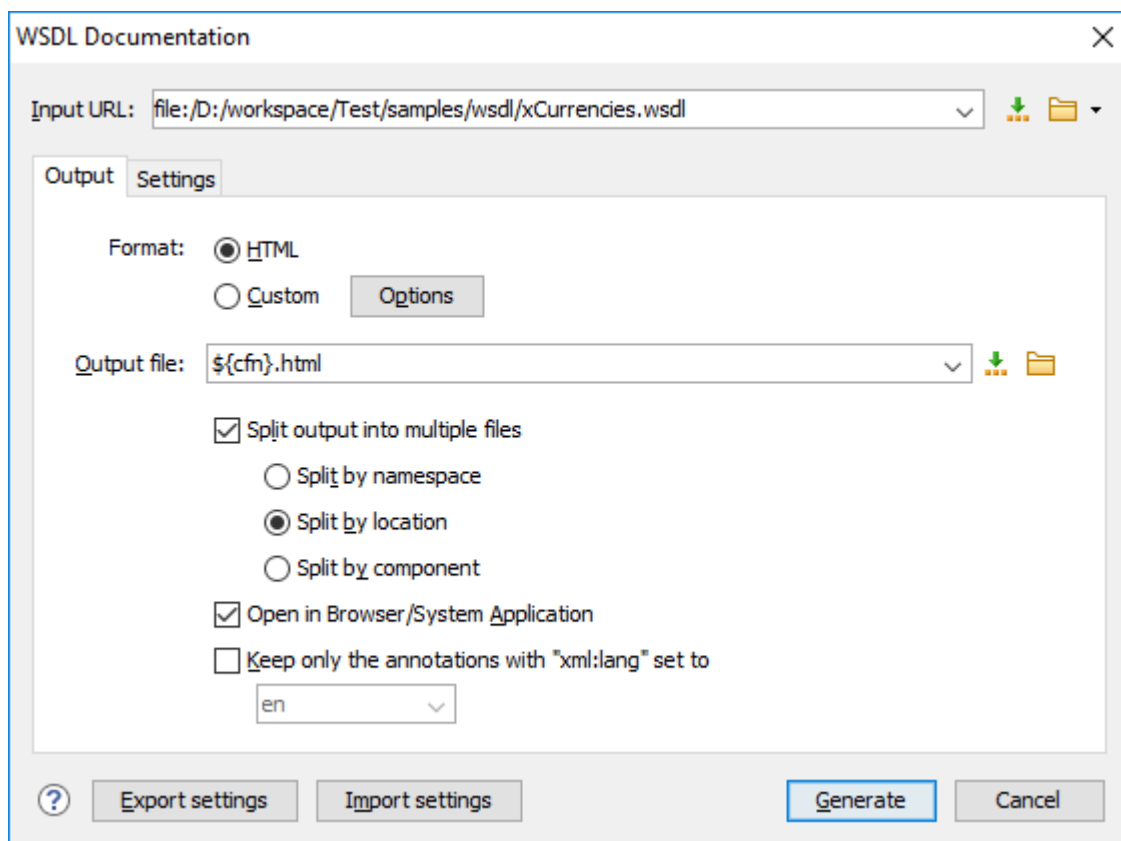 WSDL Documentation
Input URL: file:/D:/workspace/Test/samples/wsdl/xCurrencies.wsdl
Output Settings
Format: HTML
Custom Options
Output file: ${cfn}.html
Split output into multiple files
Split by namespace
Split by location
Split by component
Open in Browser/System Application
Keep only the annotations with "xml:lang" set to
en
? Export settings Import settings Generate Cancel